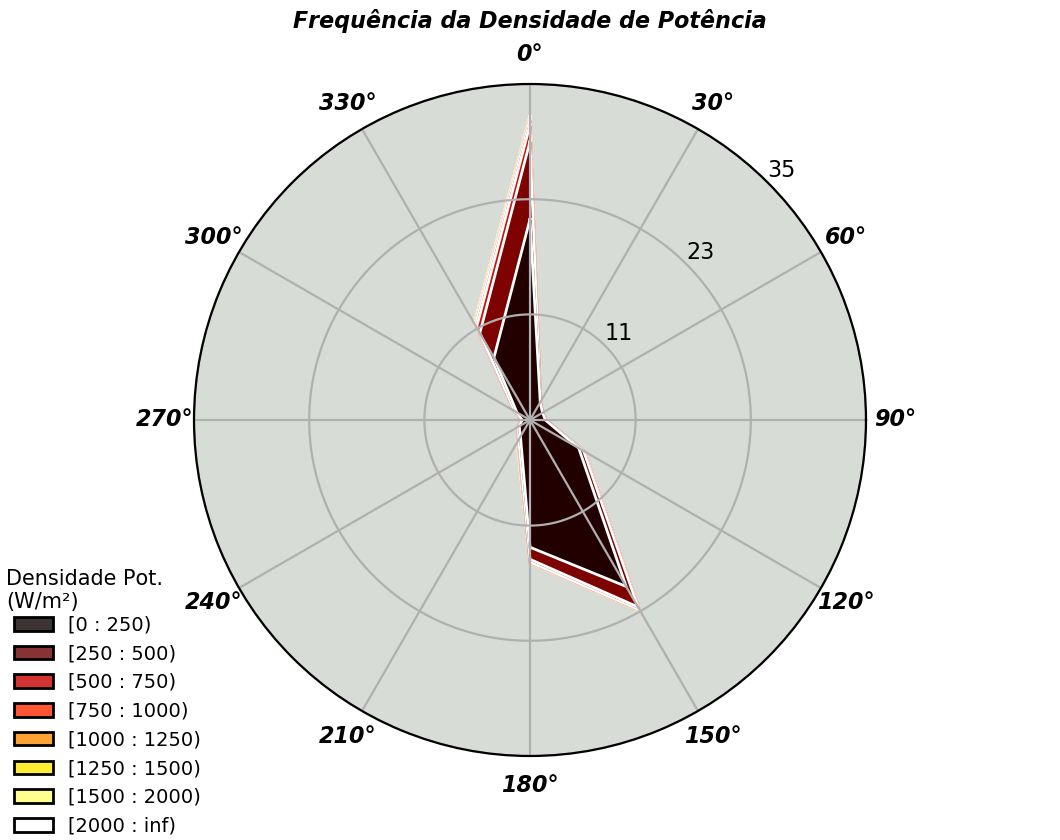 Frequência da Densidade de Potência
0°
330°
30°
35
300°
60°
23
11
270°
90°
240°
120°
210°
150°
180°
Densidade Pot.
(W/m²)
[0 : 250)
[250 : 500)
[500 : 750)
[750 : 1000)
[1000 : 1250)
[1250 : 1500)
[1500 : 2000)
[2000 : inf)